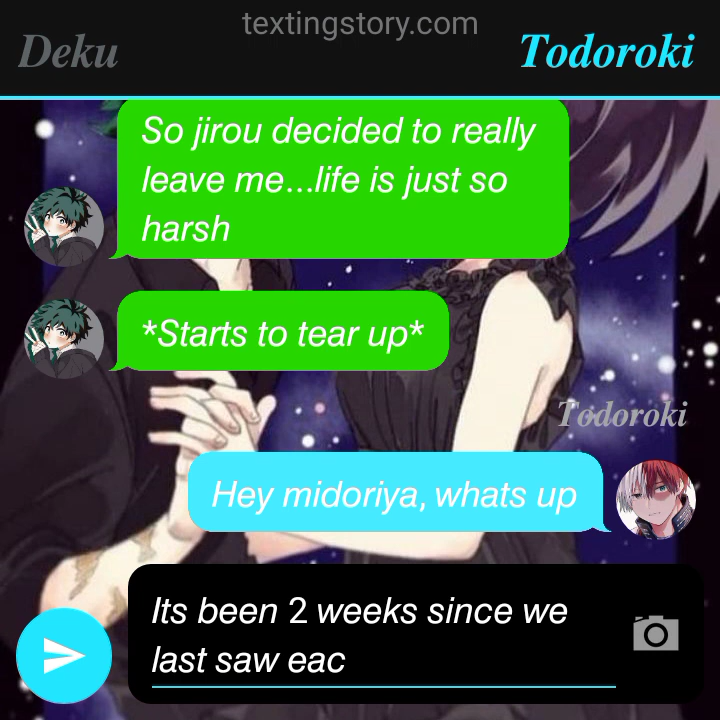 textingstory.com
Deku
Todoroki
So jirou decided to really
leave me...life is just so
harsh
*Starts to tear up*
Todoroki
Hey midoriya, whats up
Its been 2 weeks since we
last saw eac